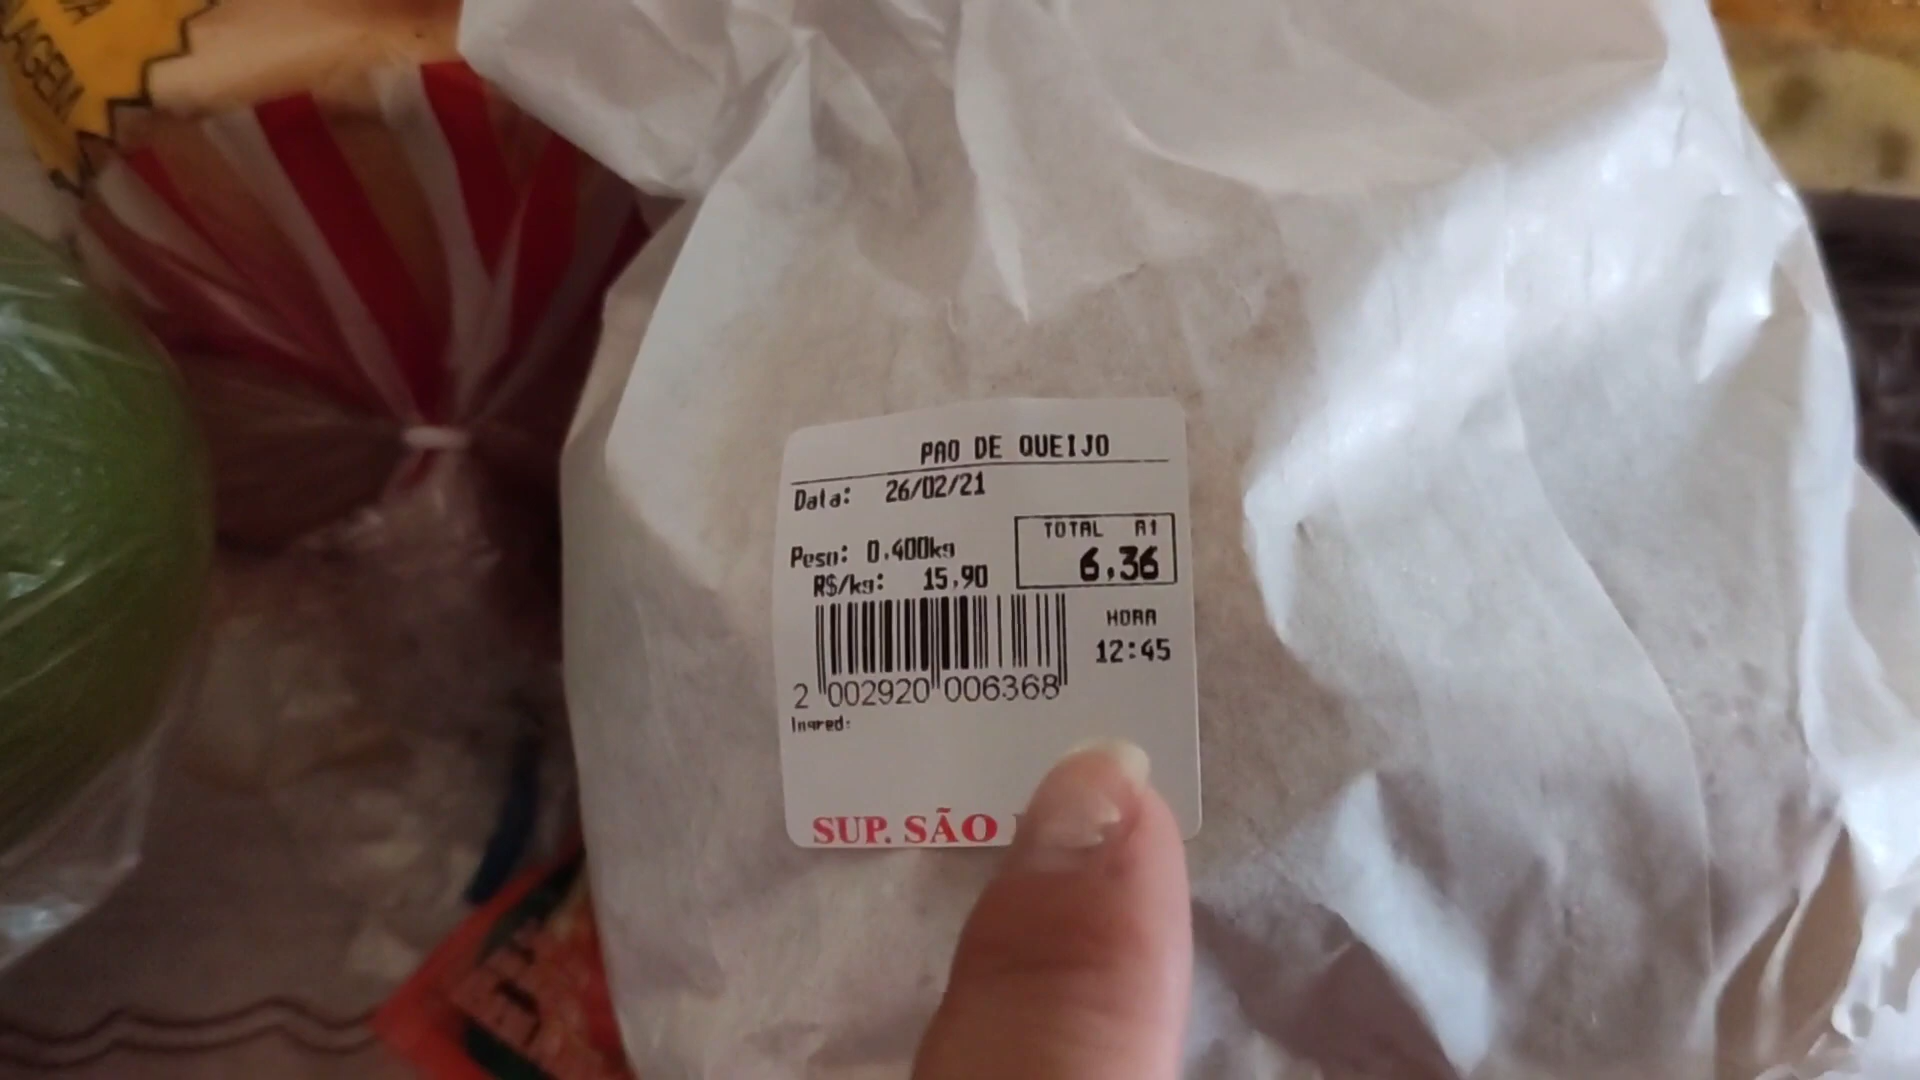 LAGEM
PAO DE QUEIJO
Data: 26/02/21
TOTAL R$
Peso: 0,400kg
6,36
R$/kg: 15,90
HORA
12:45
2 002920 006368
Ingred:
SUP. SÃO